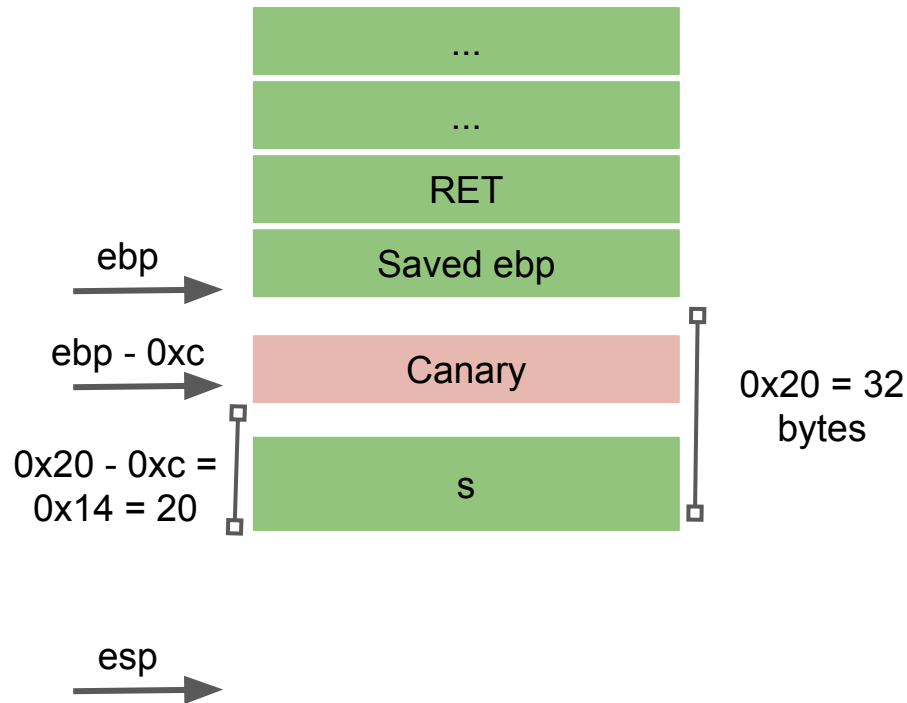 ...
...
RET
ebp
Saved ebp
ebp - 0xc
Canary
0x20 = 32
bytes
0x20 - 0xc =
0x14 = 20
s
esp